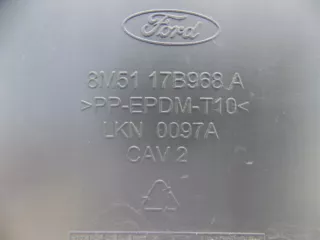 Ford
8M51 17B968 A
>PP-EPDM-T10<
LKN 0097A
CAV 2